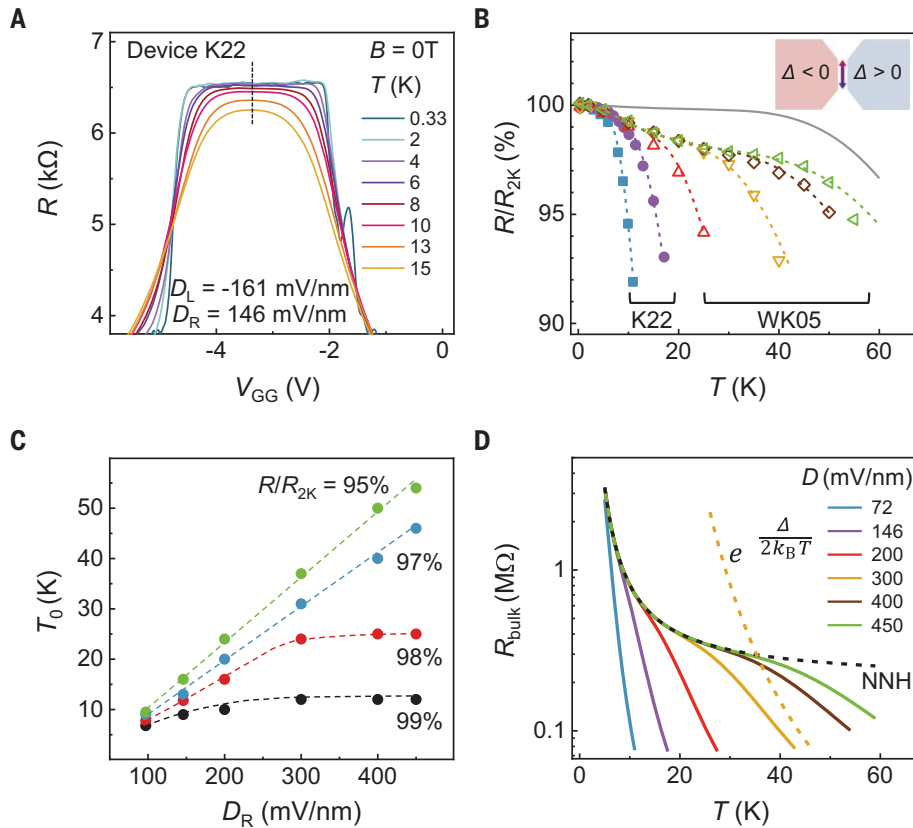 A
Device K22
B = 0T
T (K)
0.33
2
4
6
8
10
13
15
D_L = -161 mV/nm
D_R = 146 mV/nm
7
6
5
4
R (kΩ)
-4
-2
0
V_GG (V)
B
Δ < 0
Δ > 0
100
95
90
R/R_2K (%)
K22
WK05
0
20
40
60
T (K)
C
R/R_2K = 95%
97%
98%
99%
50
40
30
20
10
T_0 (K)
100
200
300
400
D_R (mV/nm)
D
D (mV/nm)
72
146
200
300
400
450
e^{Δ/2k_BT}
NNH
1
0.1
R_bulk (MΩ)
0
20
40
60
T (K)